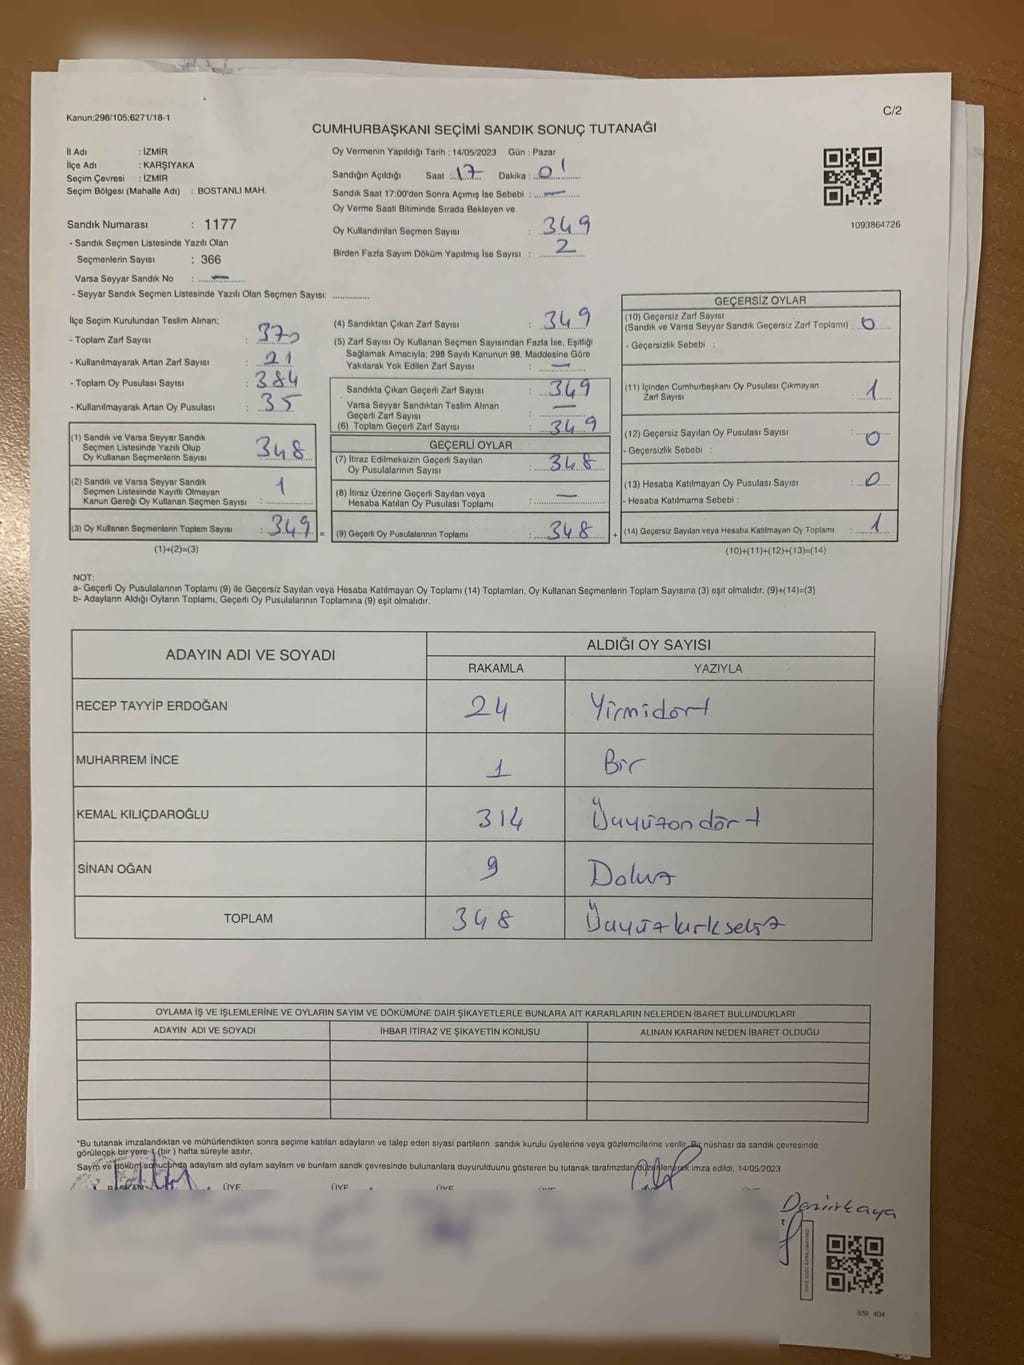 C/2
Kanun:298/105;6271/18-1
CUMHURBAŞKANI SEÇİMİ SANDIK SONUÇ TUTANAĞI
İl Adı : İZMİR
İlçe Adı : KARŞIYAKA
Seçim Çevresi : İZMİR
Seçim Bölgesi (Mahalle Adı) : BOSTANLI MAH.
Oy Vermenin Yapıldığı Tarih : 14/05/2023 Gün : Pazar
Sandığın Açıldığı Saat : 17 Dakika : 01
Sandık Saat 17:00'den Sonra Açımış İse Sebebi : —
Oy Verme Saati Bitiminde Sırada Bekleyen ve
Oy Kullandırılan Seçmen Sayısı : 349
Birden Fazla Sayım Döküm Yapılmış İse Sayısı : 2
1093864726
Sandık Numarası : 1177
- Sandık Seçmen Listesinde Yazılı Olan
Seçmenlerin Sayısı : 366
Varsa Seyyar Sandık No : —
- Seyyar Sandık Seçmen Listesinde Yazılı Olan Seçmen Sayısı: ..............
İlçe Seçim Kurulundan Teslim Alınan;
- Toplam Zarf Sayısı : 370
- Kullanılmayarak Artan Zarf Sayısı : 21
- Toplam Oy Pusulası Sayısı : 384
- Kullanılmayarak Artan Oy Pusulası : 35
(1) Sandık ve Varsa Seyyar Sandık
Seçmen Listesinde Yazılı Olup
Oy Kullanan Seçmenlerin Sayısı 348
(2) Sandık ve Varsa Seyyar Sandık
Seçmen Listesinde Kayıtlı Olmayan
Kanun Gereği Oy Kullanan Seçmen Sayısı : 1
(3) Oy Kullanan Seçmenlerin Toplam Sayısı : 349 =
(1)+(2)=(3)
(4) Sandıktan Çıkan Zarf Sayısı : 349
(5) Zarf Sayısı Oy Kullanan Seçmen Sayısından Fazla İse, Eşitliği
Sağlamak Amacıyla; 298 Sayılı Kanunun 98. Maddesine Göre
Yakılarak Yok Edilen Zarf Sayısı : —
Sandıkta Çıkan Geçerli Zarf Sayısı : 349
Varsa Seyyar Sandıktan Teslim Alınan
Geçerli Zarf Sayısı : —
(6) Toplam Geçerli Zarf Sayısı : 349
GEÇERLİ OYLAR
(7) İtiraz Edilmeksizin Geçerli Sayılan
Oy Pusulalarının Sayısı : 348
(8) İtiraz Üzerine Geçerli Sayılan veya
Hesaba Katılan Oy Pusulası Toplamı : —
(9) Geçerli Oy Pusulalarının Toplamı : 348 +
GEÇERSİZ OYLAR
(10) Geçersiz Zarf Sayısı
(Sandık ve Varsa Seyyar Sandık Geçersiz Zarf Toplamı) : 0
- Geçersizlik Sebebi :
(11) İçinden Cumhurbaşkanı Oy Pusulası Çıkmayan
Zarf Sayısı : 1
(12) Geçersiz Sayılan Oy Pusulası Sayısı : 0
- Geçersizlik Sebebi :
(13) Hesaba Katılmayan Oy Pusulası Sayısı : 0
- Hesaba Katılmama Sebebi :
(14) Geçersiz Sayılan veya Hesaba Katılmayan Oy Toplamı : 1
(10)+(11)+(12)+(13)=(14)
NOT:
a- Geçerli Oy Pusulalarının Toplamı (9) ile Geçersiz Sayılan veya Hesaba Katılmayan Oy Toplamı (14) Toplamları, Oy Kullanan Seçmenlerin Toplam Sayısına (3) eşit olmalıdır. (9)+(14)=(3)
b- Adayların Aldığı Oyların Toplamı, Geçerli Oy Pusulalarının Toplamına (9) eşit olmalıdır.
ADAYIN ADI VE SOYADI ALDIĞI OY SAYISI
RAKAMLA YAZIYLA
RECEP TAYYİP ERDOĞAN 24 Yirmidört
MUHARREM İNCE 1 Bir
KEMAL KILIÇDAROĞLU 314 Üçyüzondört
SİNAN OĞAN 9 Dokuz
TOPLAM 348 Üçyüzkırksekiz
OYLAMA İŞ VE İŞLEMLERİNE VE OYLARIN SAYIM VE DÖKÜMÜNE DAİR ŞİKAYETLERLE BUNLARA AİT KARARLARIN NELERDEN İBARET BULUNDUKLARI
ADAYIN ADI VE SOYADI İHBAR İTİRAZ VE ŞİKAYETİN KONUSU ALINAN KARARIN NEDEN İBARET OLDUĞU
*Bu tutanak imzalandıktan ve mühürlendikten sonra seçime katılan adayların ve talep eden siyasi partilerin sandık kurulu üyelerine veya gözlemcilerine verilir. Bir nüshası da sandık çevresinde
görülecek bir yere 1 (bir) hafta süreyle asılır.
Sayım ve döküm sonucunda adayların ald oyların sayların ve bunların sandk çevresinde bulunanlara duyurulduunu gösteren bu tutanak tarafmzdan düzenlenerek imza edildi. 14/05/2023
ÜYE ÜYE ÜYE
Demirkaya